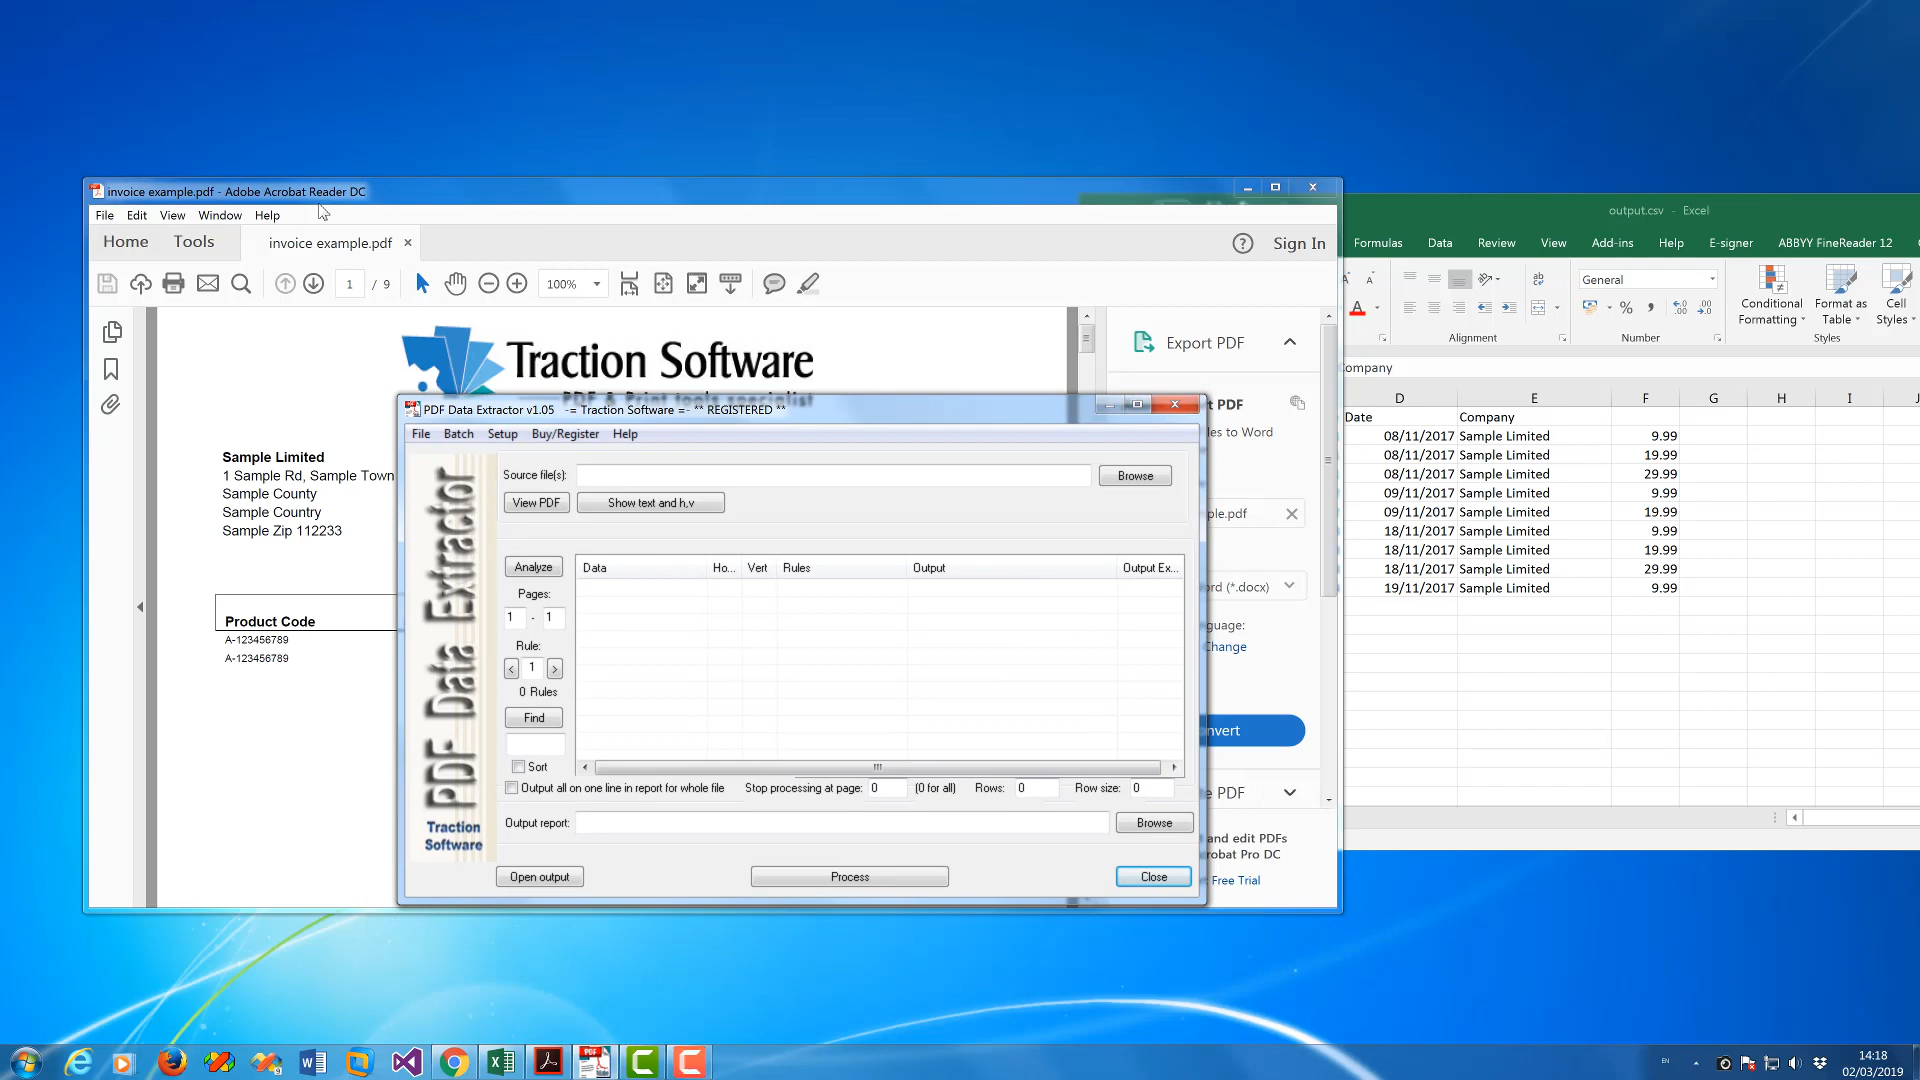 invoice example.pdf - Adobe Acrobat Reader DC
File Edit View Window Help
Home Tools invoice example.pdf × Sign In
1 / 9 100%
Traction Software
PDF & Print tools specialist
Sample Limited
1 Sample Rd, Sample Town
Sample County
Sample Country
Sample Zip 112233
Product Code
A-123456789
A-123456789
Export PDF
PDF
les to Word
ple.pdf
ord (*.docx)
guage:
Change
nvert
e PDF
and edit PDFs
robat Pro DC
Free Trial
PDF Data Extractor v1.05 -= Traction Software =- ** REGISTERED **
File Batch Setup Buy/Register Help
PDF Data Extractor
Traction
Software
Source file(s): Browse
View PDF Show text and h,v
Analyze Data Ho... Vert Rules Output Output Ex...
Pages:
1 - 1
Rule:
< 1 >
0 Rules
Find
Sort
Output all on one line in report for whole file Stop processing at page: 0 (0 for all) Rows: 0 Row size: 0
Output report: Browse
Open output Process Close
output.csv - Excel
Formulas Data Review View Add-ins Help E-signer ABBYY FineReader 12
General
Conditional Formatting Format as Table Cell Styles
Alignment Number Styles
Company
D E F G H I J
Date Company
08/11/2017 Sample Limited 9.99
08/11/2017 Sample Limited 19.99
08/11/2017 Sample Limited 29.99
09/11/2017 Sample Limited 9.99
09/11/2017 Sample Limited 19.99
18/11/2017 Sample Limited 9.99
18/11/2017 Sample Limited 19.99
18/11/2017 Sample Limited 29.99
19/11/2017 Sample Limited 9.99
EN
14:18
02/03/2019